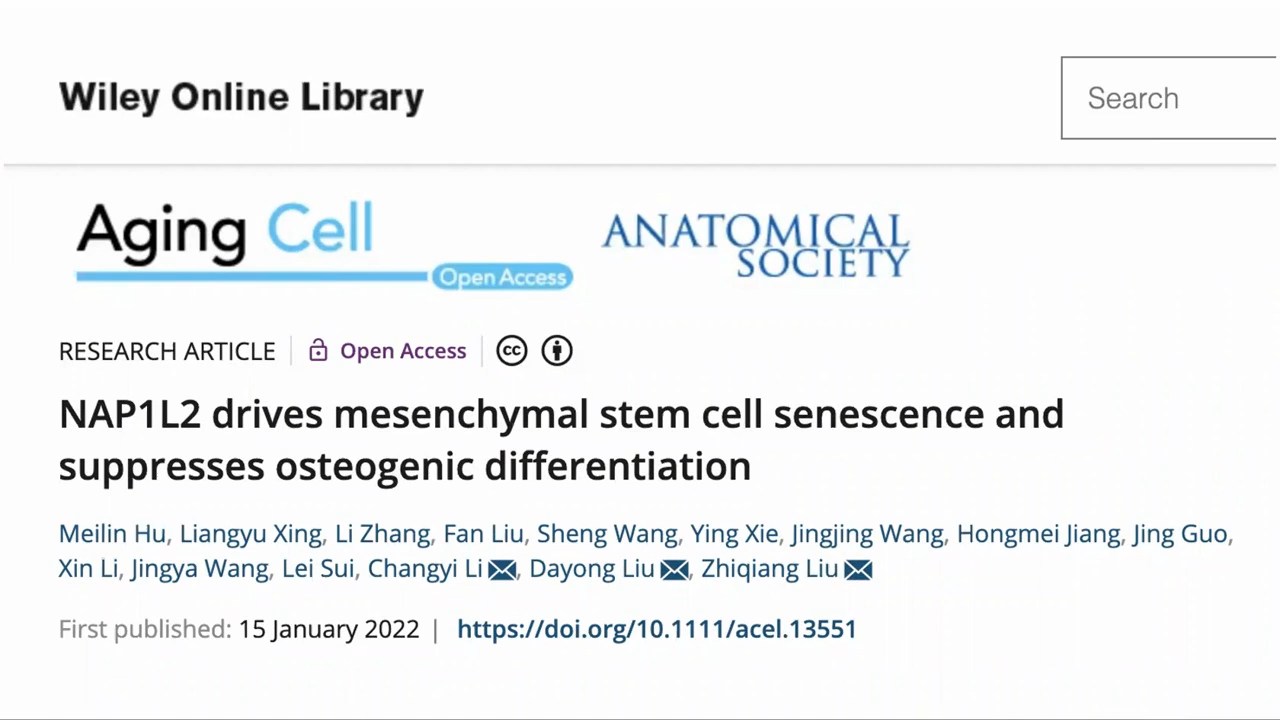 Wiley Online Library
Search
Aging Cell
Open Access
ANATOMICAL
SOCIETY
RESEARCH ARTICLE | Open Access | cc
NAP1L2 drives mesenchymal stem cell senescence and
suppresses osteogenic differentiation
Meilin Hu, Liangyu Xing, Li Zhang, Fan Liu, Sheng Wang, Ying Xie, Jingjing Wang, Hongmei Jiang, Jing Guo,
Xin Li, Jingya Wang, Lei Sui, Changyi Li, Dayong Liu, Zhiqiang Liu
First published: 15 January 2022 | https://doi.org/10.1111/acel.13551